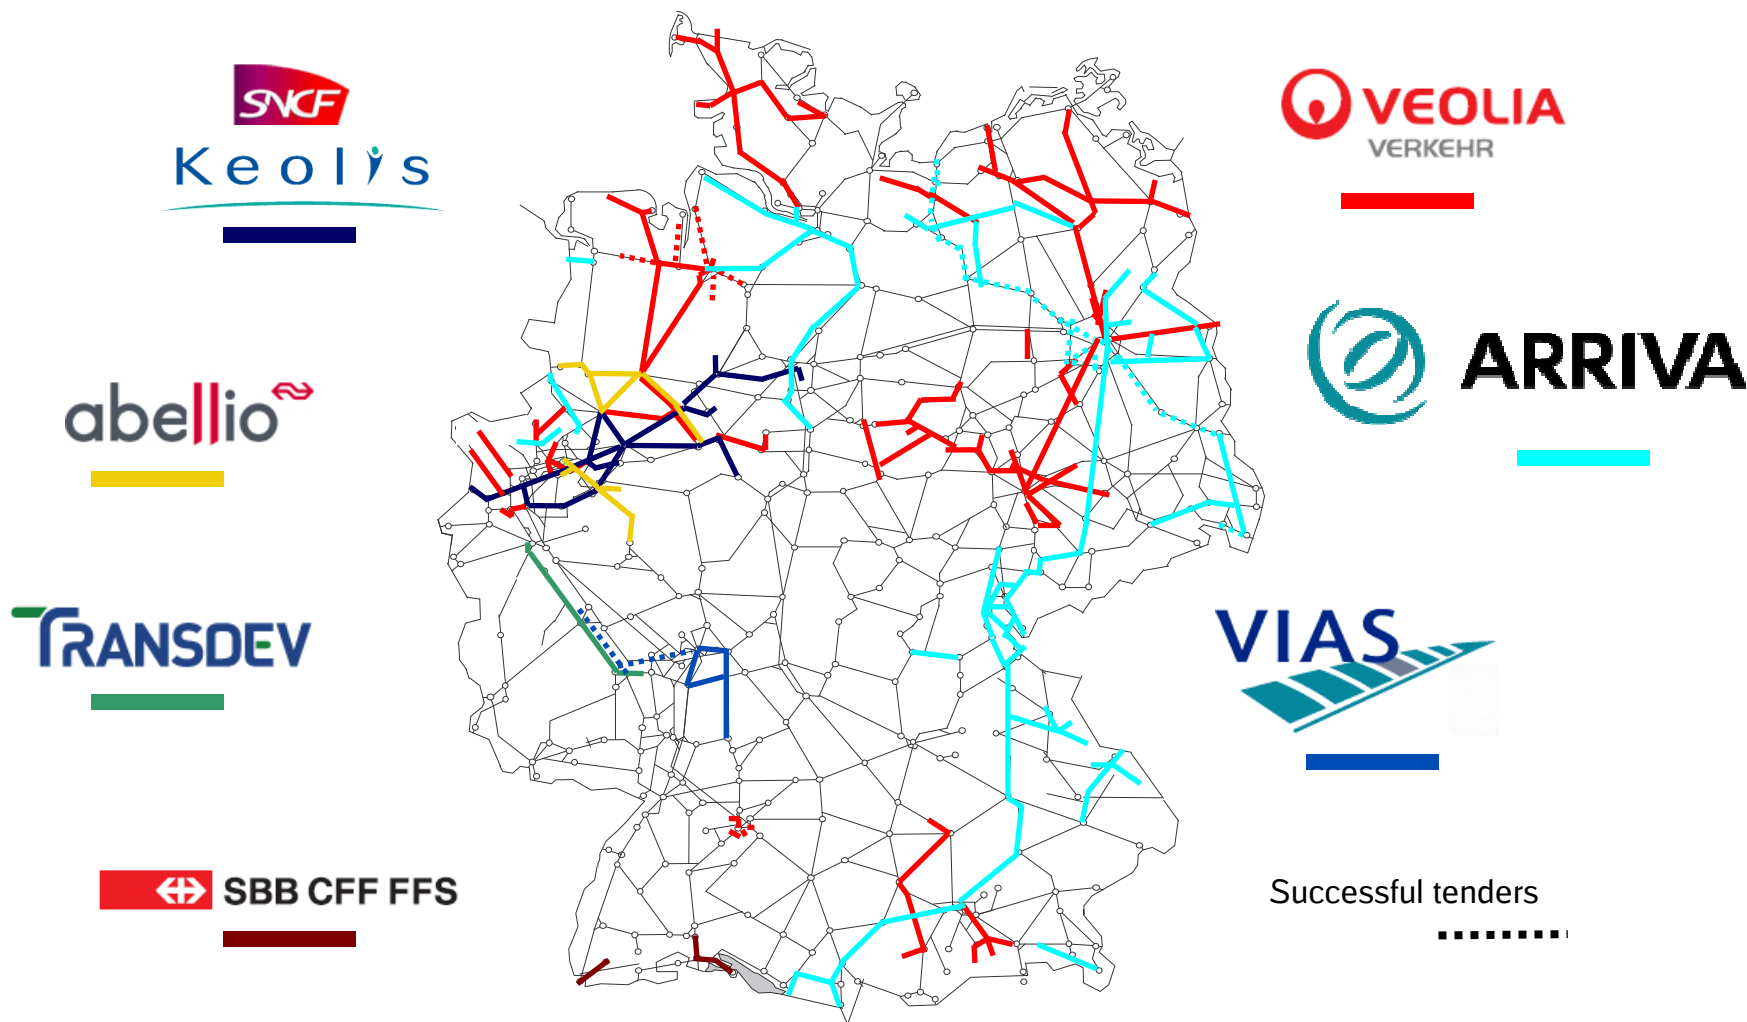 SNCF
Keolis
abellio
TRANSDEV
SBB CFF FFS
VEOLIA
VERKEHR
ARRIVA
VIAS
Successful tenders